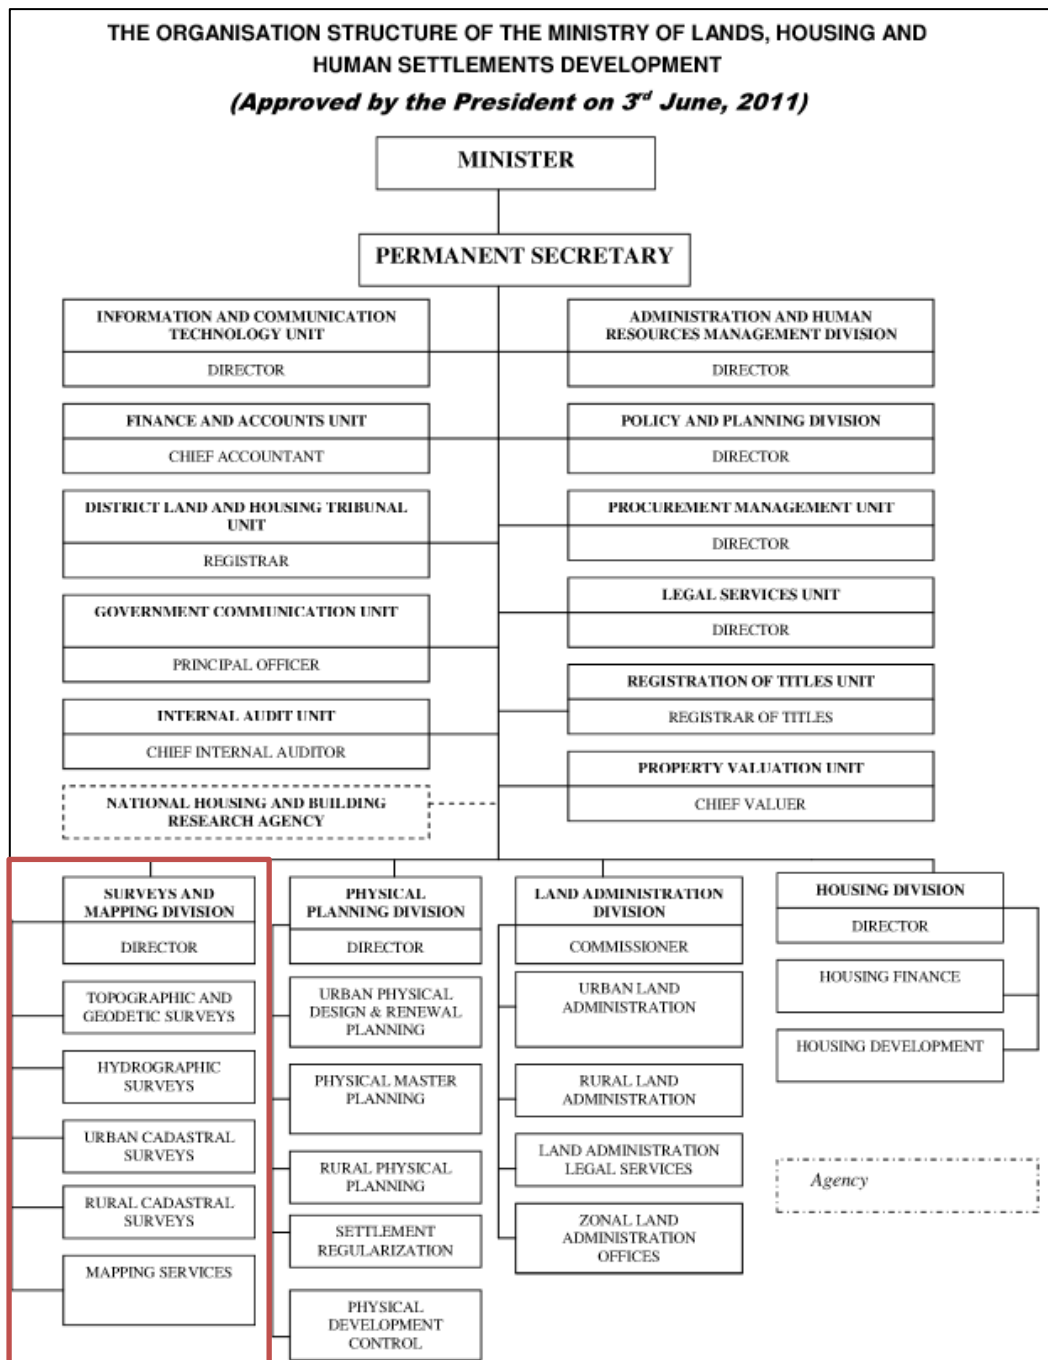 THE ORGANISATION STRUCTURE OF THE MINISTRY OF LANDS, HOUSING AND
HUMAN SETTLEMENTS DEVELOPMENT
(Approved by the President on 3rd June, 2011)
MINISTER
PERMANENT SECRETARY
INFORMATION AND COMMUNICATION
TECHNOLOGY UNIT
DIRECTOR
ADMINISTRATION AND HUMAN
RESOURCES MANAGEMENT DIVISION
DIRECTOR
FINANCE AND ACCOUNTS UNIT
CHIEF ACCOUNTANT
POLICY AND PLANNING DIVISION
DIRECTOR
DISTRICT LAND AND HOUSING TRIBUNAL
UNIT
REGISTRAR
PROCUREMENT MANAGEMENT UNIT
DIRECTOR
GOVERNMENT COMMUNICATION UNIT
PRINCIPAL OFFICER
LEGAL SERVICES UNIT
DIRECTOR
INTERNAL AUDIT UNIT
CHIEF INTERNAL AUDITOR
REGISTRATION OF TITLES UNIT
REGISTRAR OF TITLES
NATIONAL HOUSING AND BUILDING
RESEARCH AGENCY
PROPERTY VALUATION UNIT
CHIEF VALUER
SURVEYS AND
MAPPING DIVISION
DIRECTOR
TOPOGRAPHIC AND
GEODETIC SURVEYS
HYDROGRAPHIC
SURVEYS
URBAN CADASTRAL
SURVEYS
RURAL CADASTRAL
SURVEYS
MAPPING SERVICES
PHYSICAL
PLANNING DIVISION
DIRECTOR
URBAN PHYSICAL
DESIGN & RENEWAL
PLANNING
PHYSICAL MASTER
PLANNING
RURAL PHYSICAL
PLANNING
SETTLEMENT
REGULARIZATION
PHYSICAL
DEVELOPMENT
CONTROL
LAND ADMINISTRATION
DIVISION
COMMISSIONER
URBAN LAND
ADMINISTRATION
RURAL LAND
ADMINISTRATION
LAND ADMINISTRATION
LEGAL SERVICES
ZONAL LAND
ADMINISTRATION
OFFICES
HOUSING DIVISION
DIRECTOR
HOUSING FINANCE
HOUSING DEVELOPMENT
Agency